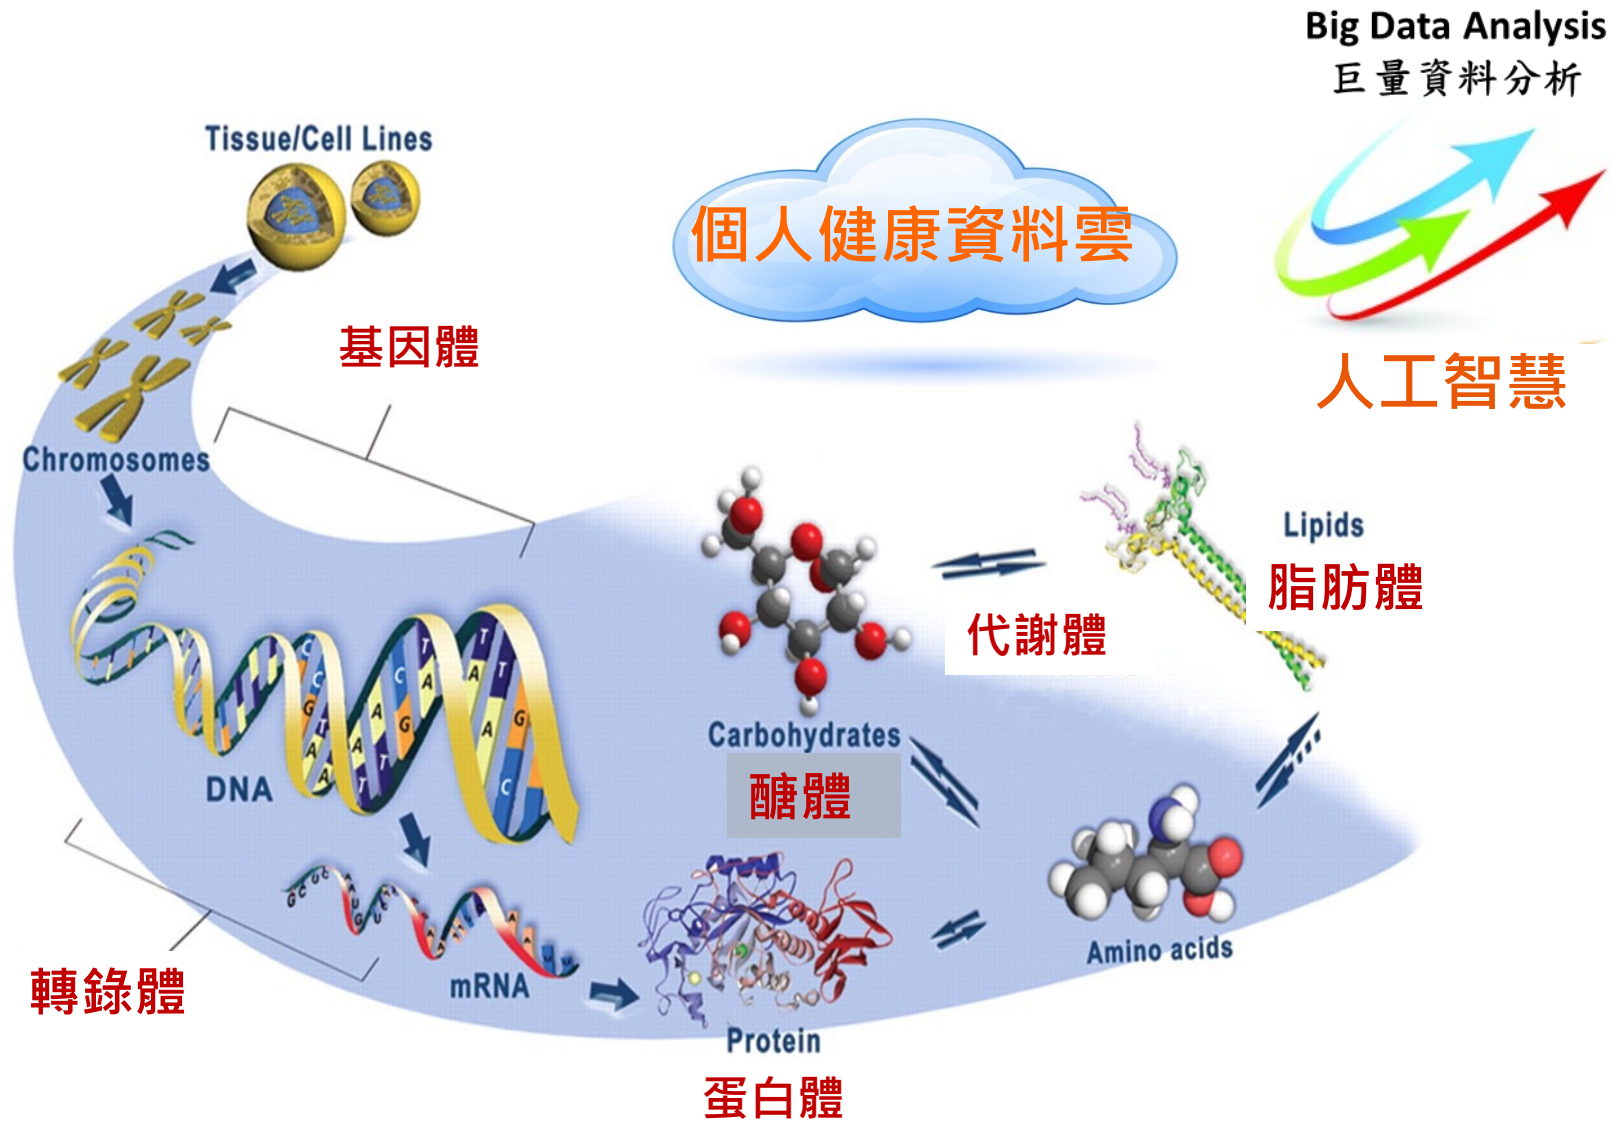 Big Data Analysis
巨量資料分析
Tissue/Cell Lines
個人健康資料雲
基因體
人工智慧
Chromosomes
Lipids
脂肪體
代謝體
Carbohydrates
醣體
DNA
Amino acids
mRNA
轉錄體
Protein
蛋白體